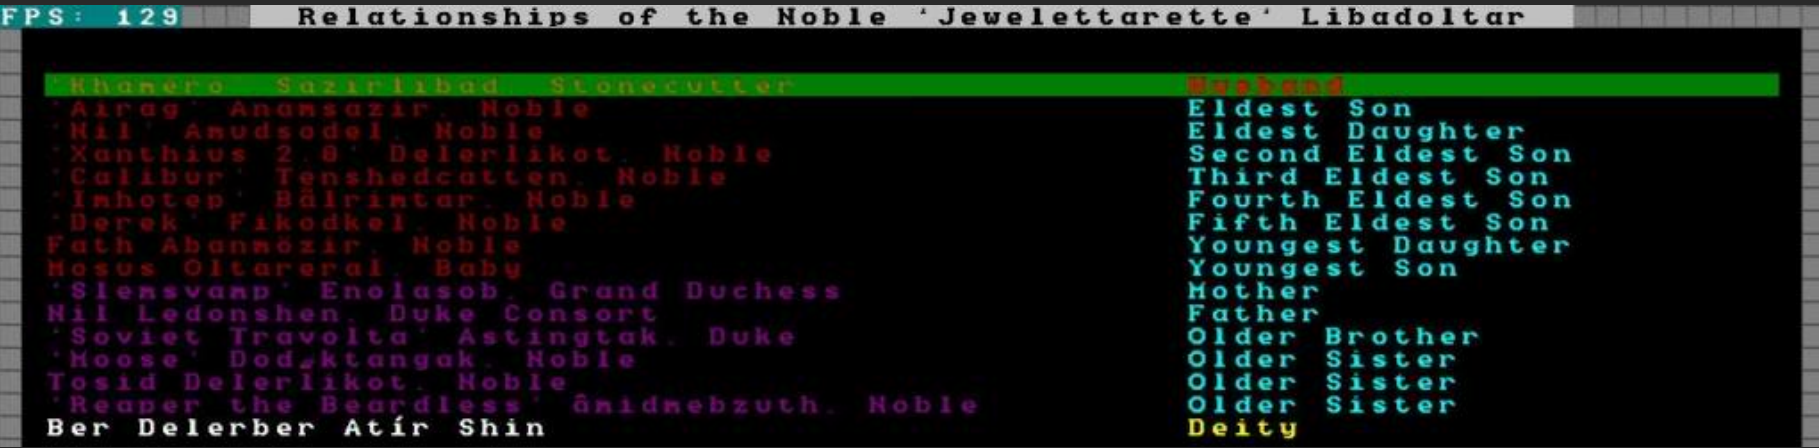 FPS: 129 Relationships of the Noble 'Jewelettarette' Libadoltar
'Khamero' Sazirlibad, Stonecutter Husband
'Airag' Anamsazir, Noble Eldest Son
'Nil' Amudsodel, Noble Eldest Daughter
'Xanthius 2.0' Delerlikot, Noble Second Eldest Son
'Calibur' Tenshedcatten, Noble Third Eldest Son
'Imhotep' Bälrimtar, Noble Fourth Eldest Son
'Derek' Fikodkel, Noble Fifth Eldest Son
Fath Abanmözir, Noble Youngest Daughter
Mosus Oltareral, Baby Youngest Son
'Slemsvamp' Enolasob, Grand Duchess Mother
Nil Ledonshen, Duke Consort Father
'Soviet Travolta' Astingtak, Duke Older Brother
'Moose' Noble Older Sister
Tosid Delerlikot, Noble Older Sister
'Reaper the Beardless' âmidmebzuth, Noble Older Sister
Ber Delerber Atír Shin Deity